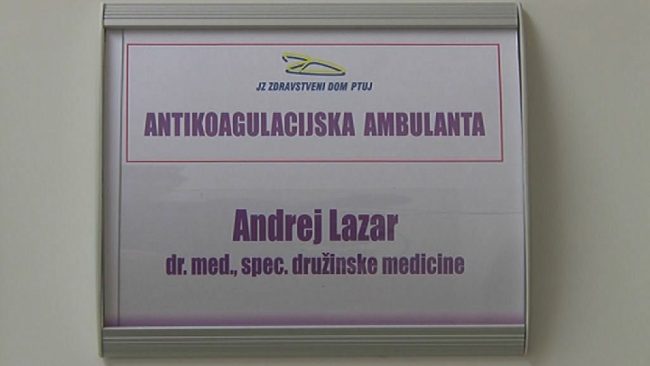 JZ ZDRAVSTVENI DOM PTUJ
ANTIKOAGULACIJSKA AMBULANTA
Andrej Lazar
dr. med., spec. družinske medicine